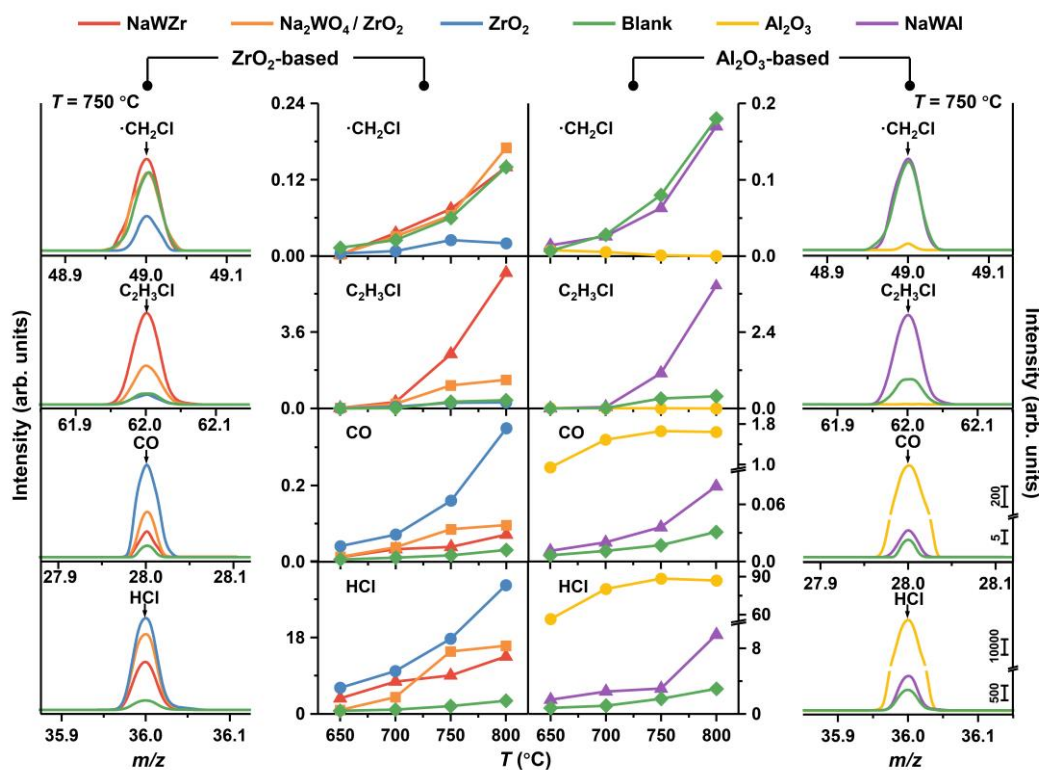 NaWZr Na₂WO₄ / ZrO₂ ZrO₂ Blank Al₂O₃ NaWAl
ZrO₂-based Al₂O₃-based
T = 750 °C
·CH₂Cl
48.9 49.0 49.1
C₂H₃Cl
61.9 62.0 62.1
CO
27.9 28.0 28.1
HCl
35.9 36.0 36.1
m/z
Intensity (arb. units)
0.24
0.12
0.00
·CH₂Cl
3.6
0.0
C₂H₃Cl
0.2
0.0
CO
18
0
HCl
650 700 750 800
·CH₂Cl
0.2
0.1
0.0
C₂H₃Cl
2.4
0.0
CO
1.8
1.0
0.06
0.0
HCl
90
60
8
0
650 700 750 800
T (°C)
T = 750 °C
·CH₂Cl
48.9 49.0 49.1
C₂H₃Cl
61.9 62.0 62.1
CO
200
5
27.9 28.0 28.1
HCl
10000
500
35.9 36.0 36.1
m/z
Intensity (arb. units)